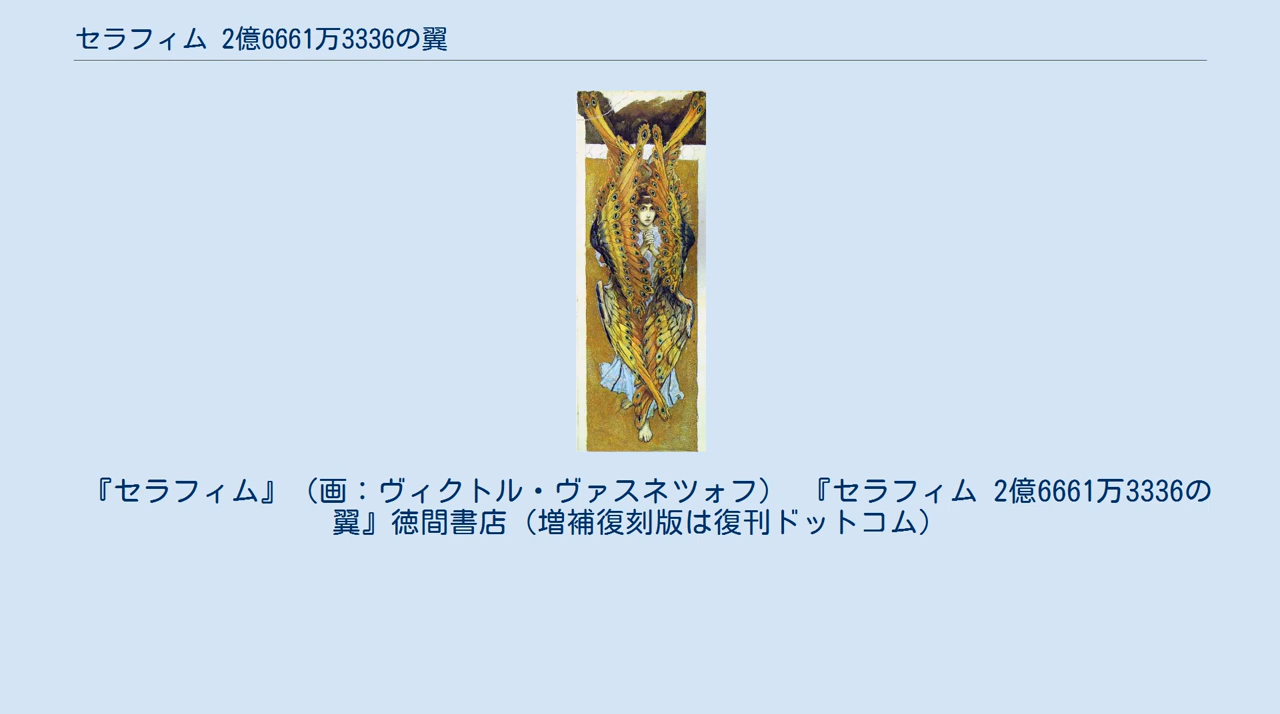 セラフィム 2億6661万3336の翼
『セラフィム』（画：ヴィクトル・ヴァスネツォフ） 『セラフィム 2億6661万3336の
翼』徳間書店（増補復刻版は復刊ドットコム）